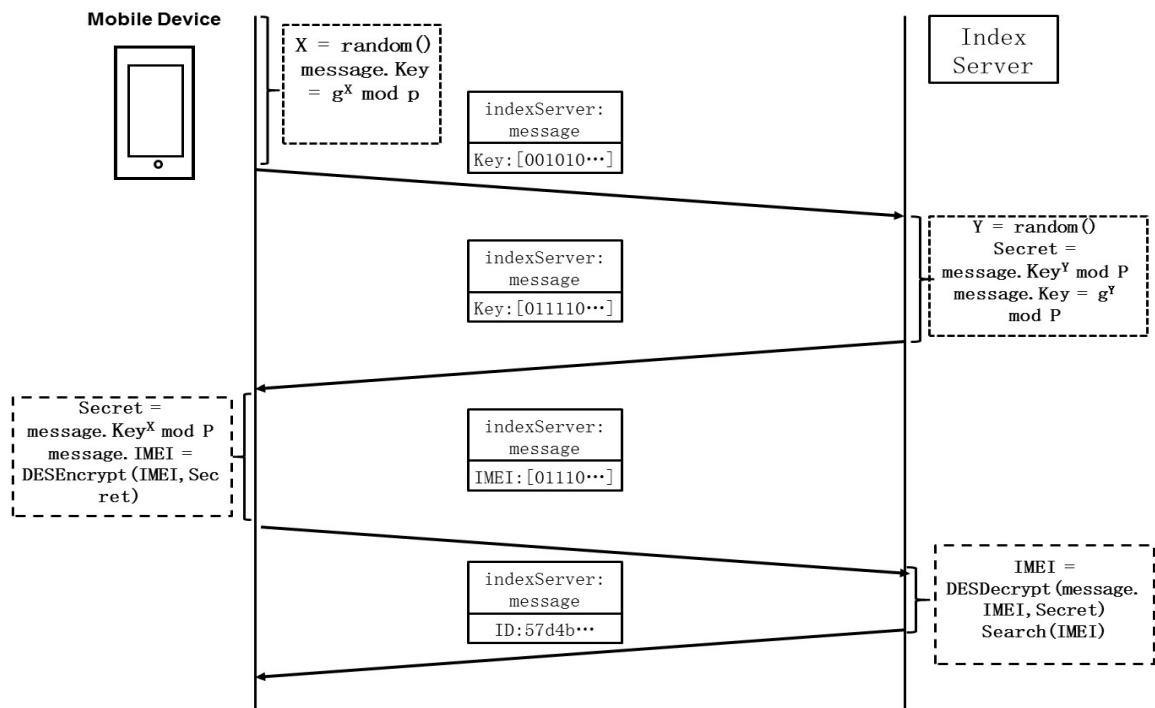 Mobile Device
X = random()
message.Key
= g^X mod p
Index
Server
indexServer:
message
Key:[001010···]
Y = random()
Secret =
message.Key^Y mod P
message.Key = g^Y
mod P
indexServer:
message
Key:[011110···]
Secret =
message.Key^X mod P
message.IMEI =
DESEncrypt(IMEI,Sec
ret)
indexServer:
message
IMEI:[01110···]
IMEI =
DESDecrypt(message.
IMEI,Secret)
Search(IMEI)
indexServer:
message
ID:57d4b···